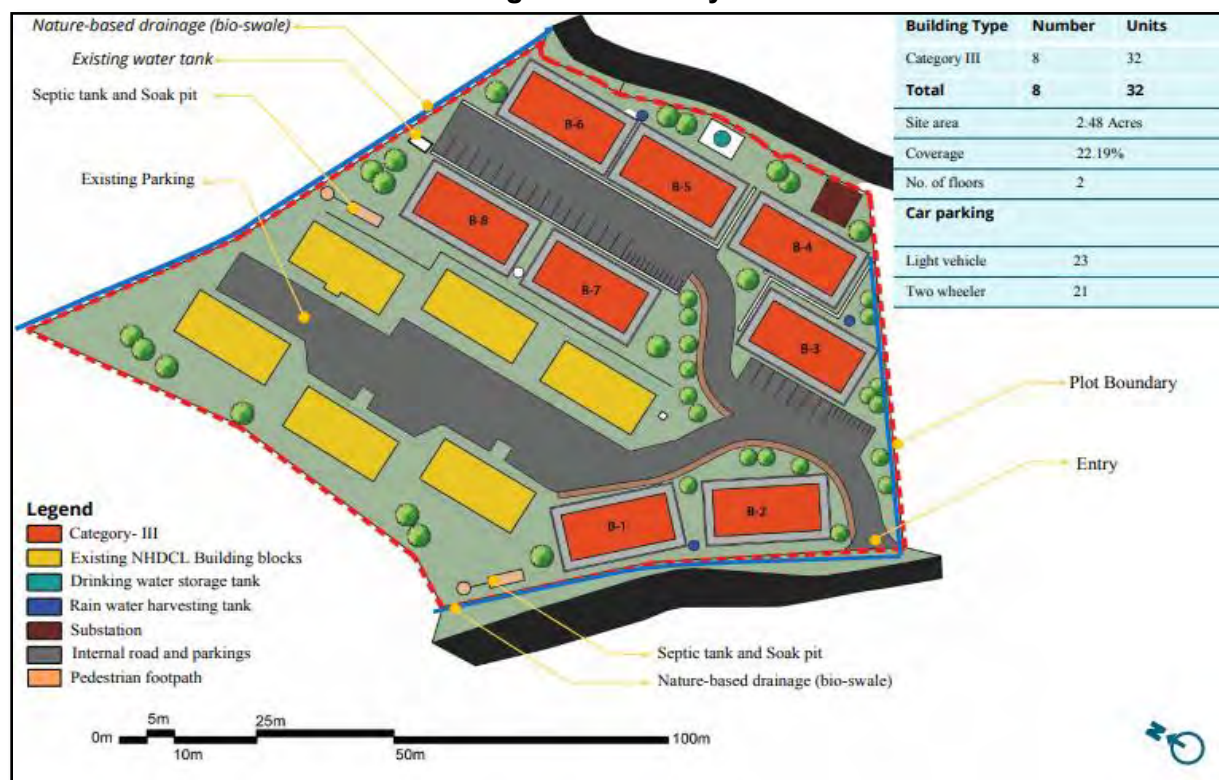 Nature-based drainage (bio-swale)
Existing water tank
Septic tank and Soak pit
Existing Parking
Building Type Number Units
Category III 8 32
Total 8 32
Site area 2.48 Acres
Coverage 22.19%
No. of floors 2
Car parking
Light vehicle 23
Two wheeler 21
B-6
B-5
B-4
B-8
B-7
B-3
B-1
B-2
Plot Boundary
Entry
Legend
Category- III
Existing NHDCL Building blocks
Drinking water storage tank
Rain water harvesting tank
Substation
Internal road and parkings
Pedestrian footpath
Septic tank and Soak pit
Nature-based drainage (bio-swale)
0m 5m 10m 25m 50m 100m
N